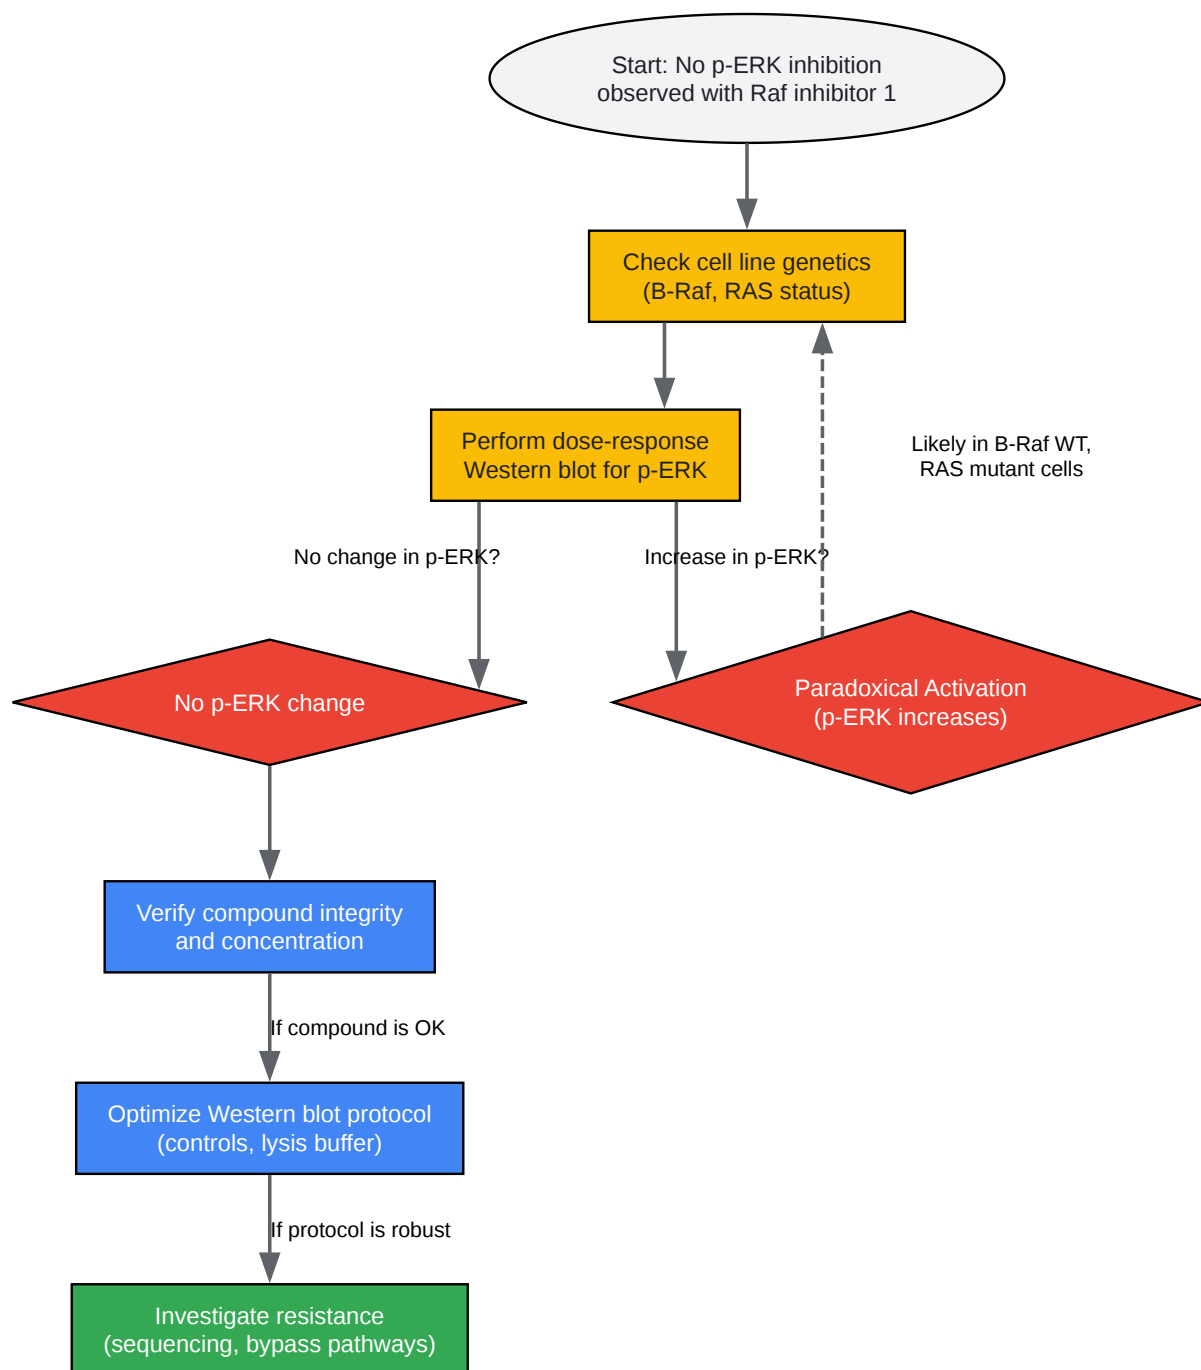 Start: No p-ERK inhibition
observed with Raf inhibitor 1
Check cell line genetics
(B-Raf, RAS status)
Perform dose-response
Western blot for p-ERK
Likely in B-Raf WT,
RAS mutant cells
No change in p-ERK?
Increase in p-ERK?
No p-ERK change
Paradoxical Activation
(p-ERK increases)
Verify compound integrity
and concentration
If compound is OK
Optimize Western blot protocol
(controls, lysis buffer)
If protocol is robust
Investigate resistance
(sequencing, bypass pathways)